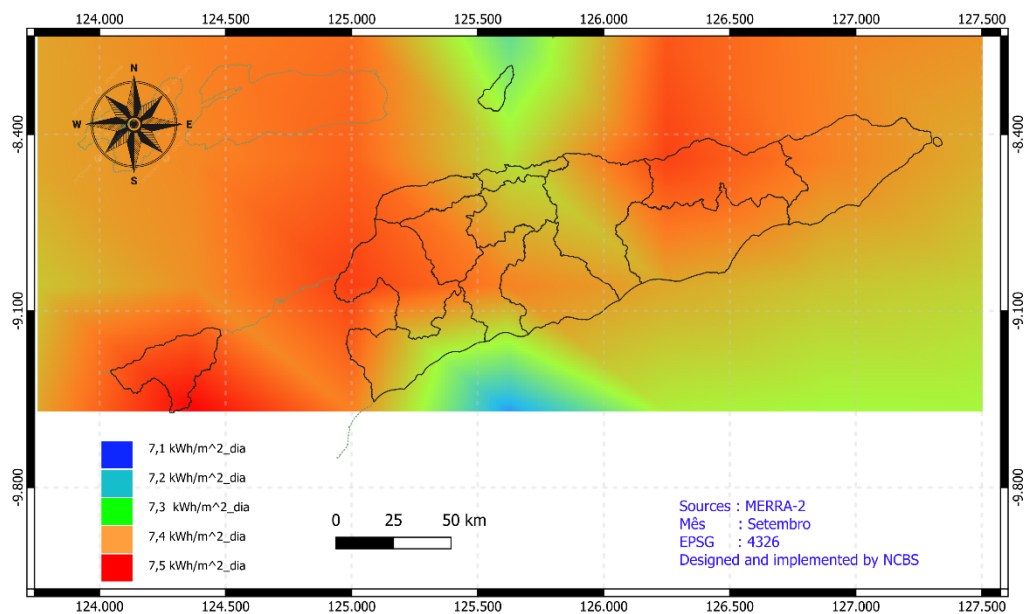 124.000 124.500 125.000 125.500 126.000 126.500 127.000 127.500
N
W E
S
-8.400 -8.400
-9.100 -9.100
-9.800 -9.800
7,1 kWh/m^2_dia
7,2 kWh/m^2_dia
7,3 kWh/m^2_dia
7,4 kWh/m^2_dia
7,5 kWh/m^2_dia
0 25 50 km
Sources : MERRA-2
Mês : Setembro
EPSG : 4326
Designed and implemented by NCBS
124.000 124.500 125.000 125.500 126.000 126.500 127.000 127.500